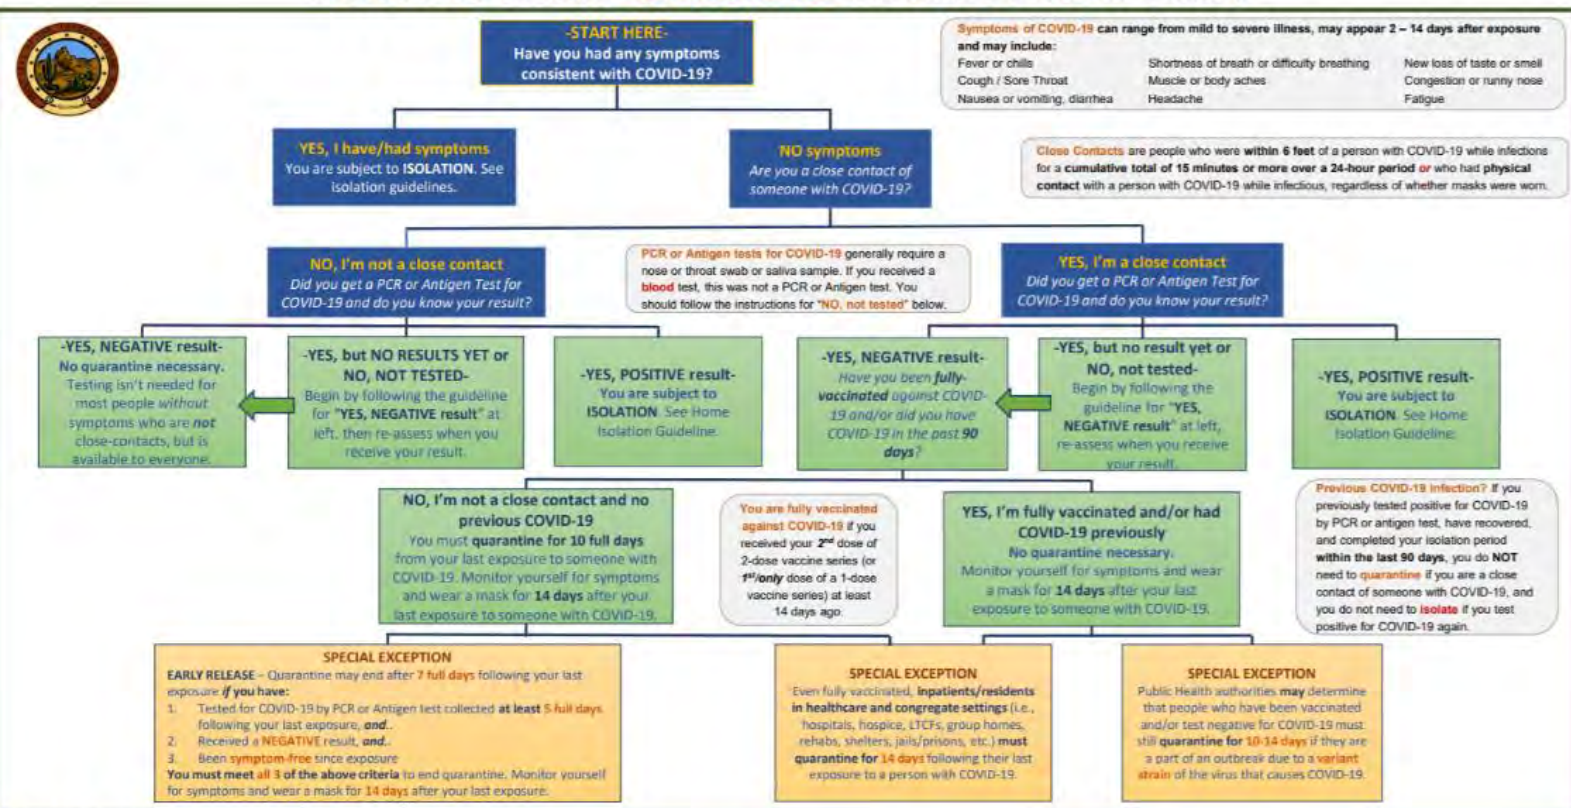 -START HERE-
Have you had any symptoms
consistent with COVID-19?
Symptoms of COVID-19 can range from mild to severe illness, may appear 2 – 14 days after exposure
and may include:
Fever or chills
Shortness of breath or difficulty breathing
New loss of taste or smell
Cough / Sore Throat
Muscle or body aches
Congestion or runny nose
Nausea or vomiting, diarrhea
Headache
Fatigue
YES, I have/had symptoms
You are subject to ISOLATION. See
isolation guidelines.
NO symptoms
Are you a close contact of
someone with COVID-19?
Close Contacts are people who were within 6 feet of a person with COVID-19 while infections
for a cumulative total of 15 minutes or more over a 24-hour period or who had physical
contact with a person with COVID-19 while infectious, regardless of whether masks were worn.
NO, I'm not a close contact
Did you get a PCR or Antigen Test for
COVID-19 and do you know your result?
PCR or Antigen tests for COVID-19 generally require a
nose or throat swab or saliva sample. If you received a
blood test, this was not a PCR or Antigen test. You
should follow the instructions for "NO, not tested" below.
YES, I'm a close contact
Did you get a PCR or Antigen Test for
COVID-19 and do you know your result?
-YES, NEGATIVE result-
No quarantine necessary.
Testing isn't needed for
most people without
symptoms who are not
close-contacts, but is
available to everyone.
-YES, but NO RESULTS YET or
NO, NOT TESTED-
Begin by following the guideline
for "YES, NEGATIVE result" at
left, then re-assess when you
receive your result.
-YES, POSITIVE result-
You are subject to
ISOLATION. See Home
Isolation Guideline.
-YES, NEGATIVE result-
Have you been fully-
vaccinated against COVID-
19 and/or did you have
COVID-19 in the past 90
days?
-YES, but no result yet or
NO, not tested-
Begin by following the
guideline for "YES,
NEGATIVE result" at left,
re-assess when you receive
your result.
-YES, POSITIVE result-
You are subject to
ISOLATION. See Home
Isolation Guideline.
NO, I'm not a close contact and no
previous COVID-19
You must quarantine for 10 full days
from your last exposure to someone with
COVID-19. Monitor yourself for symptoms
and wear a mask for 14 days after your
last exposure to someone with COVID-19.
You are fully vaccinated
against COVID-19 if you
received your 2nd dose of
2-dose vaccine series (or
1st/only dose of a 1-dose
vaccine series) at least
14 days ago.
YES, I'm fully vaccinated and/or had
COVID-19 previously
No quarantine necessary.
Monitor yourself for symptoms and wear
a mask for 14 days after your last
exposure to someone with COVID-19.
Previous COVID-19 Infection? If you
previously tested positive for COVID-19
by PCR or antigen test, have recovered,
and completed your isolation period
within the last 90 days, you do NOT
need to quarantine if you are a close
contact of someone with COVID-19, and
you do not need to isolate if you test
positive for COVID-19 again.
SPECIAL EXCEPTION
EARLY RELEASE – Quarantine may end after 7 full days following your last
exposure if you have:
1. Tested for COVID-19 by PCR or Antigen test collected at least 5 full days
following your last exposure, and..
2. Received a NEGATIVE result, and..
3. Been symptom-free since exposure
You must meet all 3 of the above criteria to end quarantine. Monitor yourself
for symptoms and wear a mask for 14 days after your last exposure.
SPECIAL EXCEPTION
Even fully vaccinated, inpatients/residents
in healthcare and congregate settings (i.e.,
hospitals, hospice, LTCFs, group homes,
rehabs, shelters, jails/prisons, etc.) must
quarantine for 14 days following their last
exposure to a person with COVID-19.
SPECIAL EXCEPTION
Public Health authorities may determine
that people who have been vaccinated
and/or test negative for COVID-19 must
still quarantine for 10-14 days if they are
a part of an outbreak due to a variant
strain of the virus that causes COVID-19.